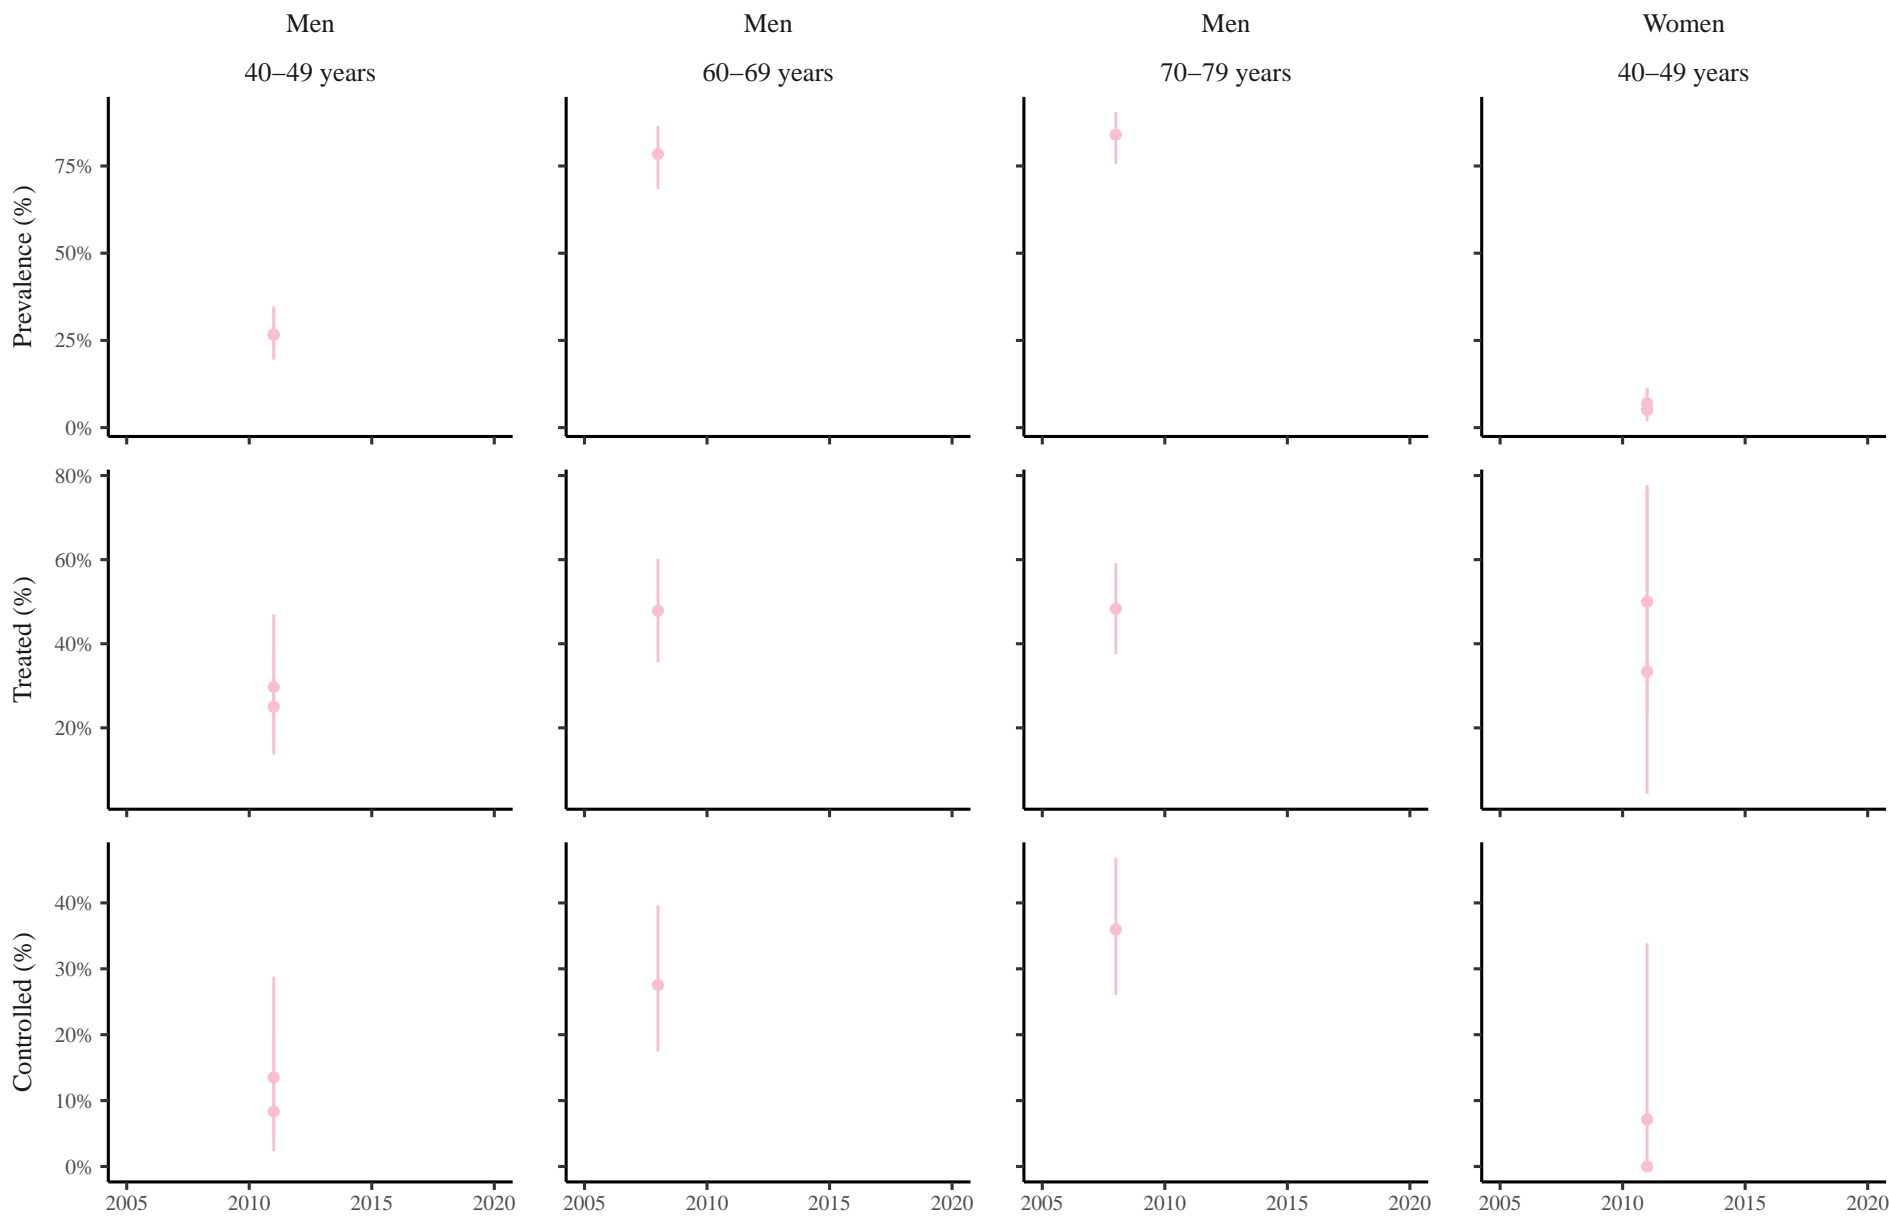 Men Men Men Women
40–49 years 60–69 years 70–79 years 40–49 years
Prevalence (%)
75%
50%
25%
0%
Treated (%)
80%
60%
40%
20%
Controlled (%)
40%
30%
20%
10%
0%
2005 2010 2015 2020 2005 2010 2015 2020 2005 2010 2015 2020 2005 2010 2015 2020